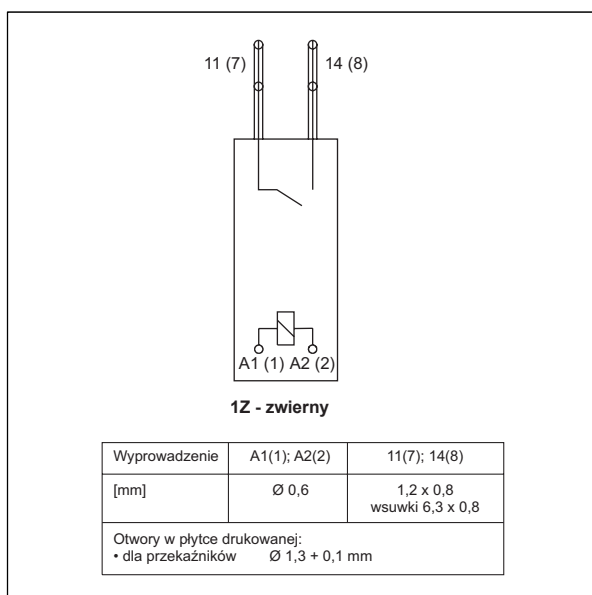 11 (7) 14 (8)
A1 (1) A2 (2)
1Z - zwierny
Wyprowadzenie A1(1); A2(2) 11(7); 14(8)
[mm] Ø 0,6 1,2 x 0,8
wsuwki 6,3 x 0,8
Otwory w płytce drukowanej:
• dla przekaźników Ø 1,3 + 0,1 mm